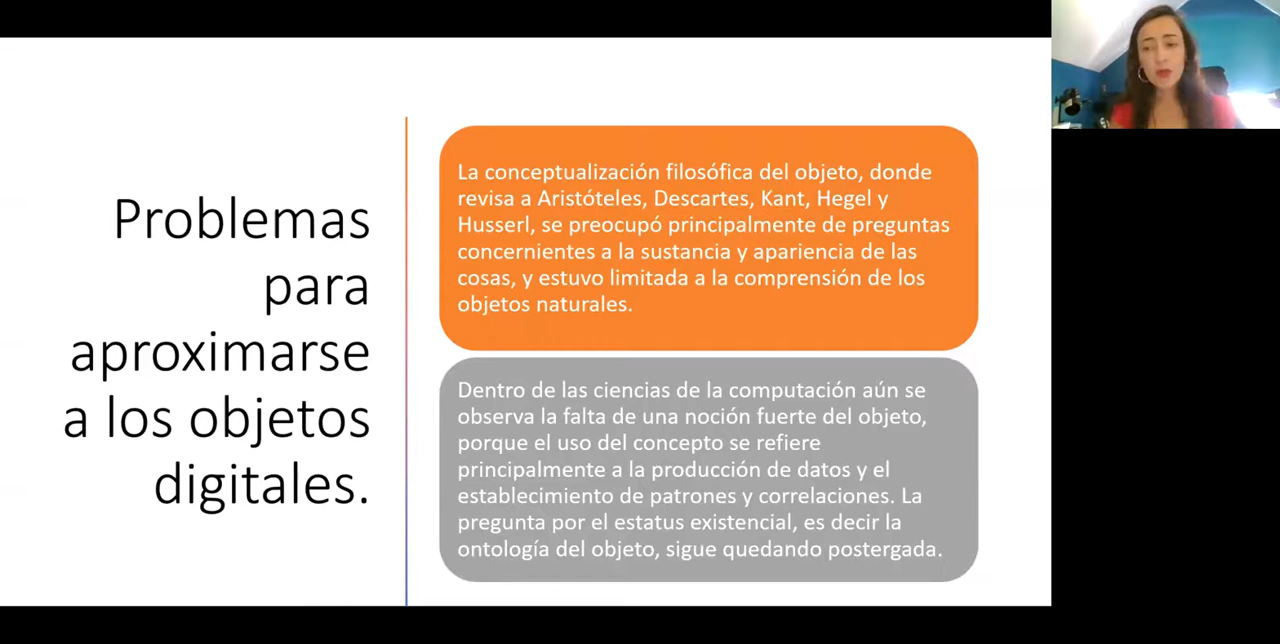 Problemas
para
aproximarse
a los objetos
digitales.
La conceptualización filosófica del objeto, donde
revisa a Aristóteles, Descartes, Kant, Hegel y
Husserl, se preocupó principalmente de preguntas
concernientes a la sustancia y apariencia de las
cosas, y estuvo limitada a la comprensión de los
objetos naturales.
Dentro de las ciencias de la computación aún se
observa la falta de una noción fuerte del objeto,
porque el uso del concepto se refiere
principalmente a la producción de datos y el
establecimiento de patrones y correlaciones. La
pregunta por el estatus existencial, es decir la
ontología del objeto, sigue quedando postergada.